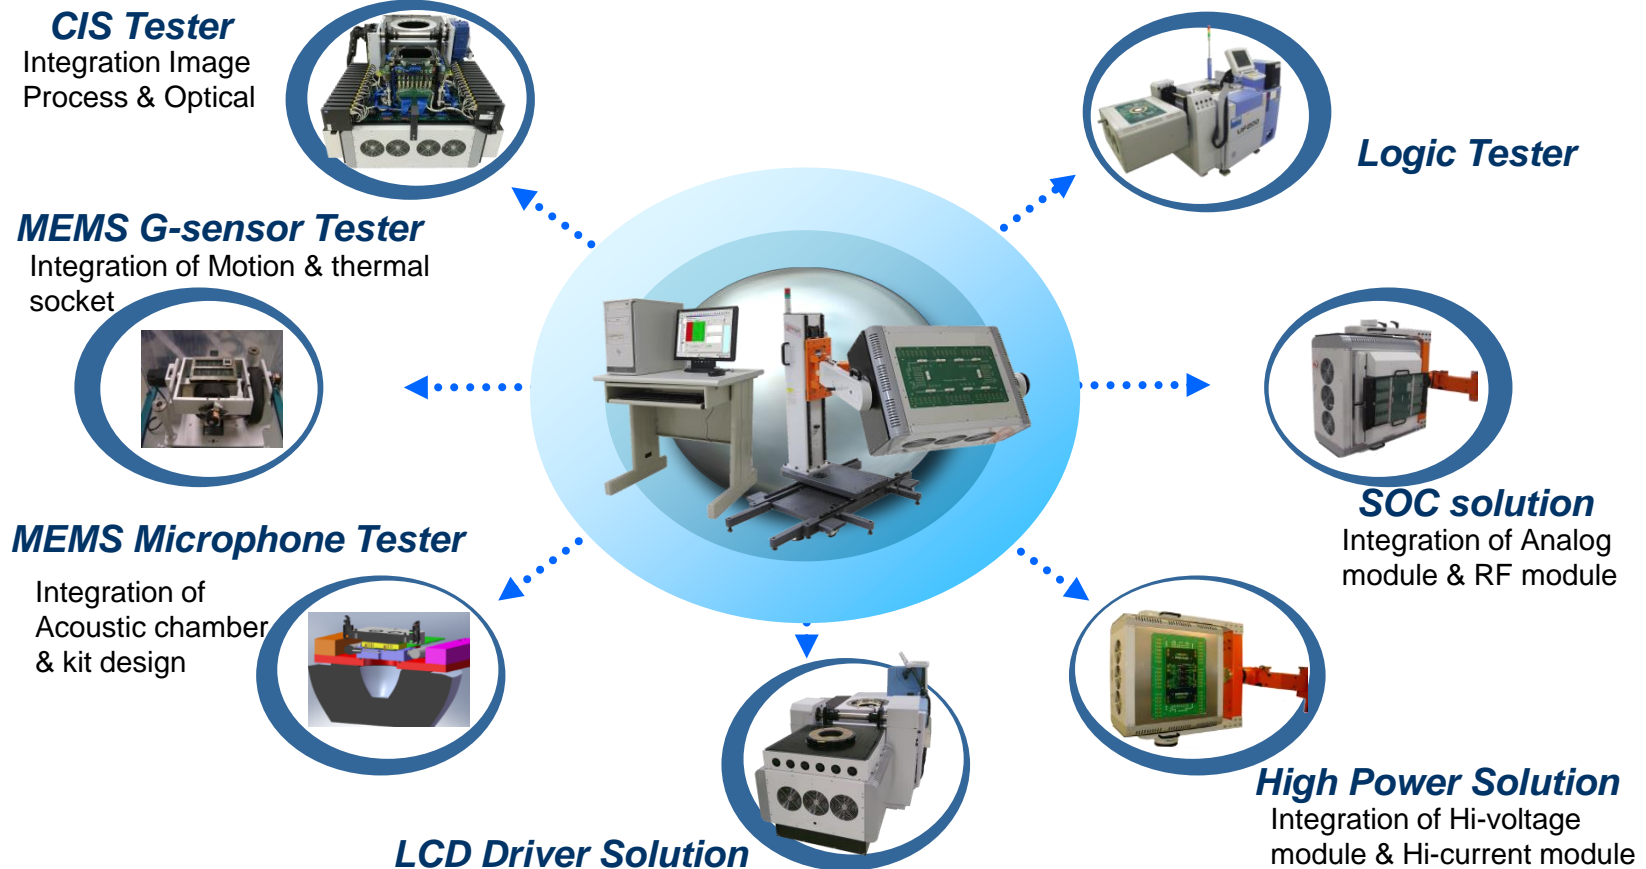 CIS Tester
Integration Image
Process & Optical
Logic Tester
MEMS G-sensor Tester
Integration of Motion & thermal
socket
SOC solution
Integration of Analog
module & RF module
MEMS Microphone Tester
Integration of
Acoustic chamber
& kit design
High Power Solution
Integration of Hi-voltage
module & Hi-current module
LCD Driver Solution
UF200